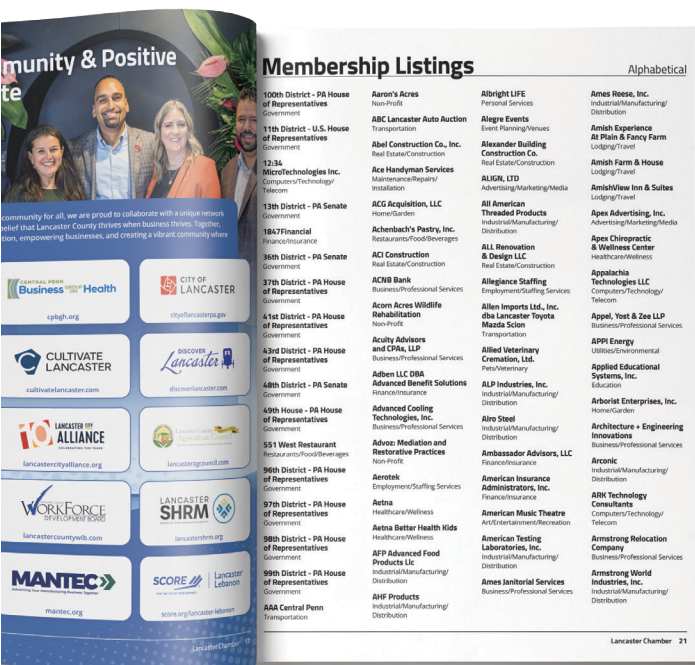 munity & Positive
te
community for all, we are proud to collaborate with a unique network
belief that Lancaster County thrives when business thrives. Together,
tion, empowering businesses, and creating a vibrant community where
CENTRAL PENN
Business GROUP ON Health
cpbgh.org
CITY OF
LANCASTER
cityoflancasterpa.gov
CULTIVATE
LANCASTER
cultivatelancaster.com
DISCOVER
Lancaster
discoverlancaster.com
10 LANCASTER CITY
ALLIANCE
lancastercityalliance.org
Lancaster County
Agriculture Council
lancasteragcouncil.com
WORKFORCE
DEVELOPMENT BOARD
lancastercountywib.com
LANCASTER
SHRM
lancastershrm.org
MANTEC
Advancing Your Manufacturing Business Together
mantec.org
SCORE
FOR THE LIFE OF YOUR BUSINESS
Lancaster
Lebanon
score.org/lancaster-lebanon
Lancaster Chamber
Membership Listings
Alphabetical
100th District - PA House
of Representatives
Government
11th District - U.S. House
of Representatives
Government
12:34
MicroTechnologies Inc.
Computers/Technology/
Telecom
13th District - PA Senate
Government
1847Financial
Finance/Insurance
36th District - PA Senate
Government
37th District - PA House
of Representatives
Government
41st District - PA House
of Representatives
Government
43rd District - PA House
of Representatives
Government
48th District - PA Senate
Government
49th House - PA House
of Representatives
Government
551 West Restaurant
Restaurants/Food/Beverages
96th District - PA House
of Representatives
Government
97th District - PA House
of Representatives
Government
98th District - PA House
of Representatives
Government
99th District - PA House
of Representatives
Government
AAA Central Penn
Transportation
Aaron's Acres
Non-Profit
ABC Lancaster Auto Auction
Transportation
Abel Construction Co., Inc.
Real Estate/Construction
Ace Handyman Services
Maintenance/Repairs/
Installation
ACG Acquisition, LLC
Home/Garden
Achenbach's Pastry, Inc.
Restaurants/Food/Beverages
ACI Construction
Real Estate/Construction
ACNB Bank
Business/Professional Services
Acorn Acres Wildlife
Rehabilitation
Non-Profit
Acuity Advisors
and CPAs, LLP
Business/Professional Services
Adben LLC DBA
Advanced Benefit Solutions
Finance/Insurance
Advanced Cooling
Technologies, Inc.
Business/Professional Services
Advoz: Mediation and
Restorative Practices
Non-Profit
Aerotek
Employment/Staffing Services
Aetna
Healthcare/Wellness
Aetna Better Health Kids
Healthcare/Wellness
AFP Advanced Food
Products Llc
Industrial/Manufacturing/
Distribution
AHF Products
Industrial/Manufacturing/
Distribution
Albright LIFE
Personal Services
Alegre Events
Event Planning/Venues
Alexander Building
Construction Co.
Real Estate/Construction
ALIGN, LTD
Advertising/Marketing/Media
All American
Threaded Products
Industrial/Manufacturing/
Distribution
ALL Renovation
& Design LLC
Real Estate/Construction
Allegiance Staffing
Employment/Staffing Services
Allen Imports Ltd., Inc.
dba Lancaster Toyota
Mazda Scion
Transportation
Allied Veterinary
Cremation, Ltd.
Pets/Veterinary
ALP Industries, Inc.
Industrial/Manufacturing/
Distribution
Alro Steel
Industrial/Manufacturing/
Distribution
Ambassador Advisors, LLC
Finance/Insurance
American Insurance
Administrators, Inc.
Finance/Insurance
American Music Theatre
Art/Entertainment/Recreation
American Testing
Laboratories, Inc.
Industrial/Manufacturing/
Distribution
Ames Janitorial Services
Business/Professional Services
Ames Reese, Inc.
Industrial/Manufacturing/
Distribution
Amish Experience
At Plain & Fancy Farm
Lodging/Travel
Amish Farm & House
Lodging/Travel
AmishView Inn & Suites
Lodging/Travel
Apex Advertising, Inc.
Advertising/Marketing/Media
Apex Chiropractic
& Wellness Center
Healthcare/Wellness
Appalachia
Technologies LLC
Computers/Technology/
Telecom
Appel, Yost & Zee LLP
Business/Professional Services
APPI Energy
Utilities/Environmental
Applied Educational
Systems, Inc.
Education
Arborist Enterprises, Inc.
Home/Garden
Architecture + Engineering
Innovations
Business/Professional Services
Arconic
Industrial/Manufacturing/
Distribution
ARK Technology
Consultants
Computers/Technology/
Telecom
Armstrong Relocation
Company
Business/Professional Services
Armstrong World
Industries, Inc.
Industrial/Manufacturing/
Distribution
Lancaster Chamber 21